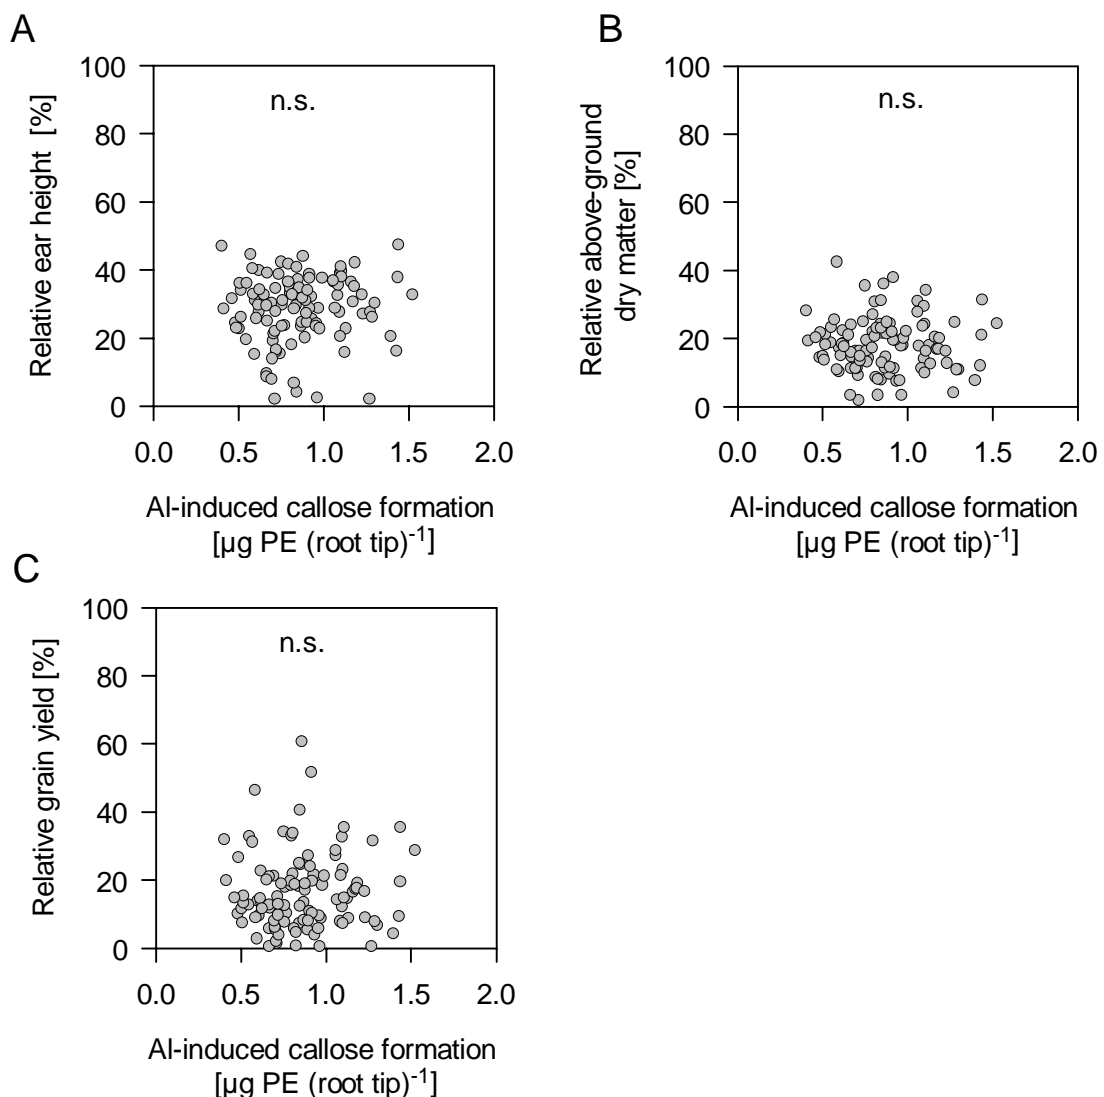 A
100
80
60
40
20
0
Relative ear height [%]
n.s.
0.0 0.5 1.0 1.5 2.0
Al-induced callose formation
[µg PE (root tip)-1]
B
100
80
60
40
20
0
Relative above-ground
dry matter [%]
n.s.
0.0 0.5 1.0 1.5 2.0
Al-induced callose formation
[µg PE (root tip)-1]
C
100
80
60
40
20
0
Relative grain yield [%]
n.s.
0.0 0.5 1.0 1.5 2.0
Al-induced callose formation
[µg PE (root tip)-1]